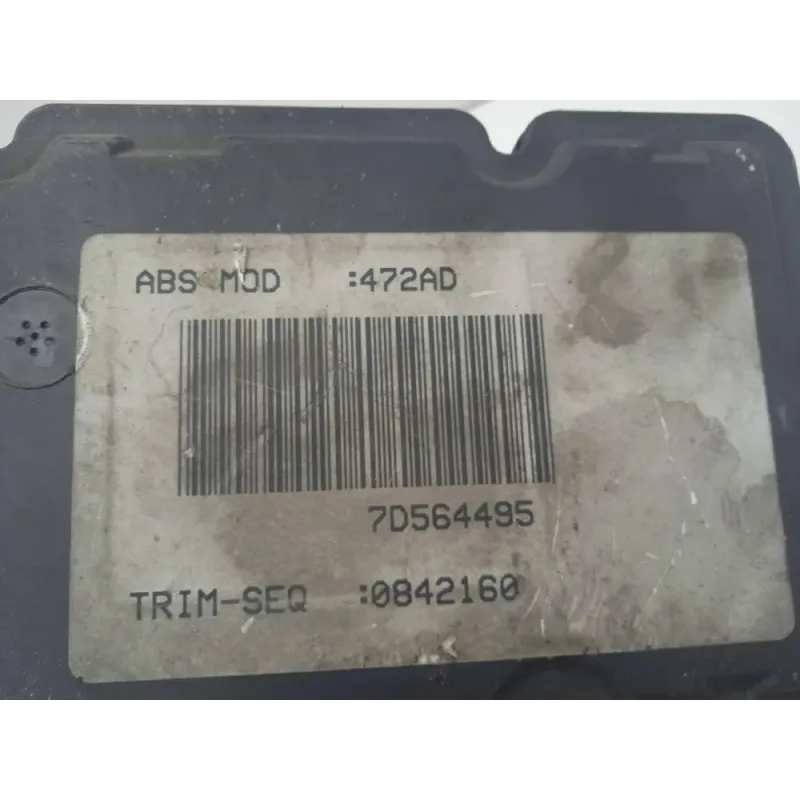 ABS MOD :472AD
7D564495
TRIM-SEQ :0842160